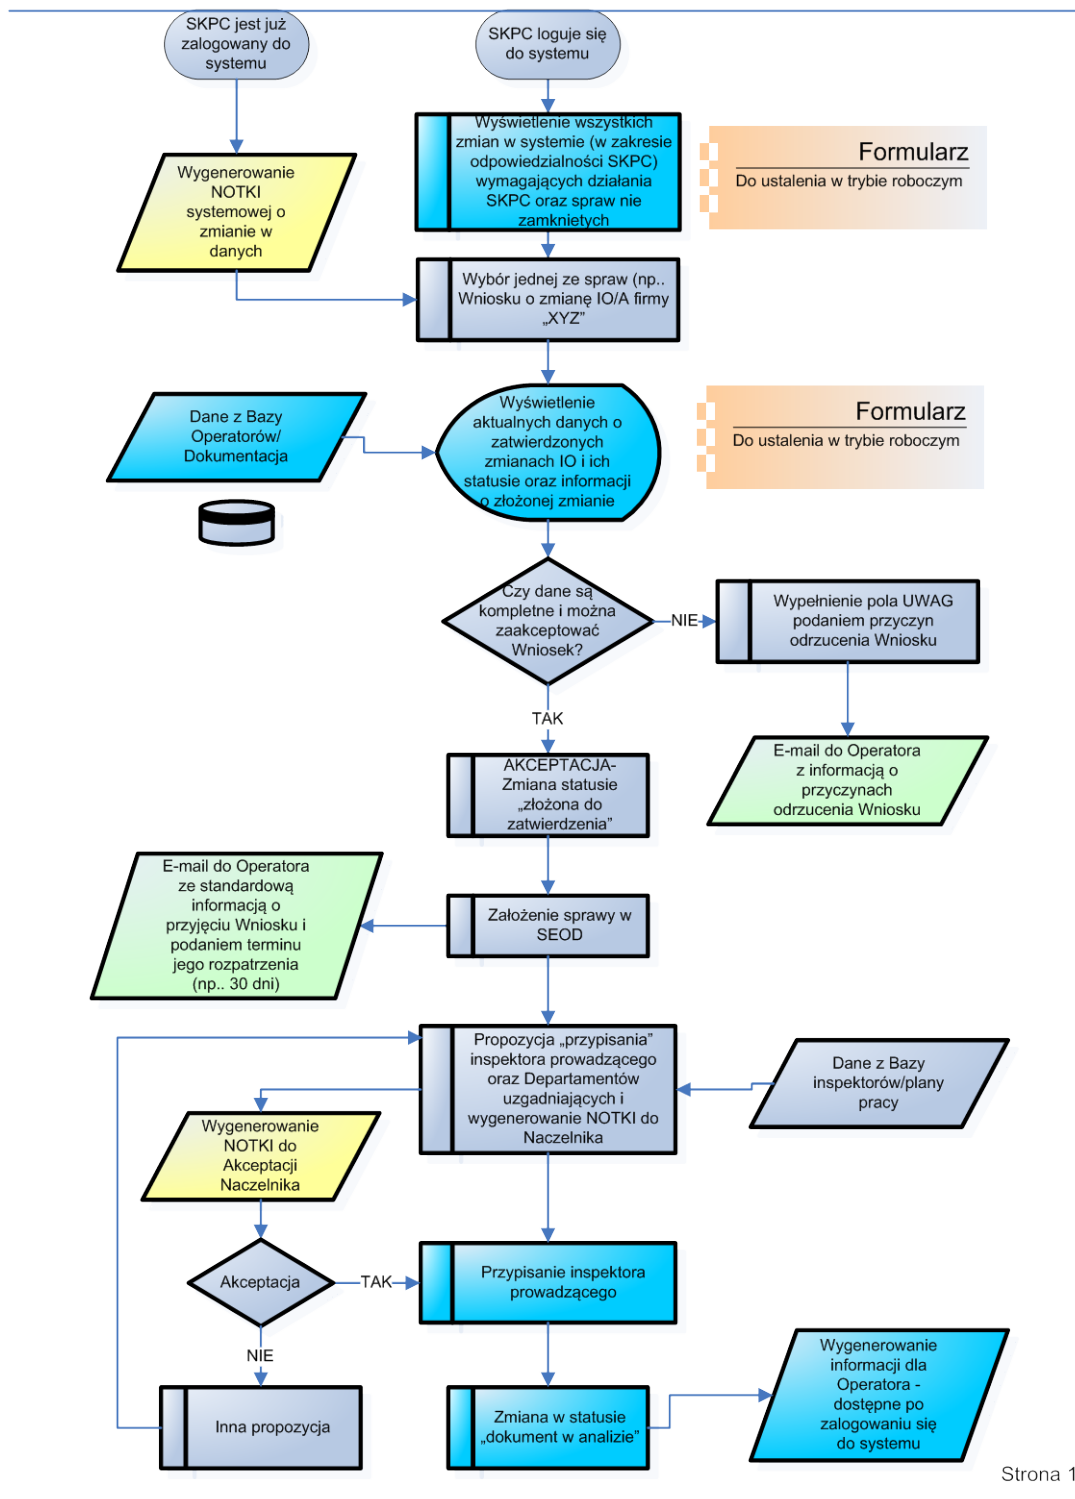 SKPC jest już
zalogowany do
systemu
SKPC loguje się
do systemu
Wyświetlenie wszystkich
zmian w systemie (w zakresie
odpowiedzialności SKPC)
wymagających działania
SKPC oraz spraw nie
zamkniętych
Formularz
Do ustalenia w trybie roboczym
Wygenerowanie
NOTKI
systemowej o
zmianie w
danych
Wybór jednej ze spraw (np..
Wniosku o zmianę IO/A firmy
„XYZ”
Dane z Bazy
Operatorów/
Dokumentacja
Wyświetlenie
aktualnych danych o
zatwierdzonych
zmianach IO i ich
statusie oraz informacji
o złożonej zmianie
Formularz
Do ustalenia w trybie roboczym
Czy dane są
kompletne i można
zaakceptować
Wniosek?
NIE
Wypełnienie pola UWAG
podaniem przyczyn
odrzucenia Wniosku
TAK
E-mail do Operatora
z informacją o
przyczynach
odrzucenia Wniosku
AKCEPTACJA-
Zmiana statusie
„złożona do
zatwierdzenia”
E-mail do Operatora
ze standardową
informacją o
przyjęciu Wniosku i
podaniem terminu
jego rozpatrzenia
(np.. 30 dni)
Założenie sprawy w
SEOD
Propozycja „przypisania”
inspektora prowadzącego
oraz Departamentów
uzgadniających i
wygenerowanie NOTKI do
Naczelnika
Dane z Bazy
inspektorów/plany
pracy
Wygenerowanie
NOTKI do
Akceptacji
Naczelnika
Akceptacja
TAK
Przypisanie inspektora
prowadzącego
NIE
Inna propozycja
Zmiana w statusie
„dokument w analizie”
Wygenerowanie
informacji dla
Operatora -
dostępne po
zalogowaniu się
do systemu
Strona 1